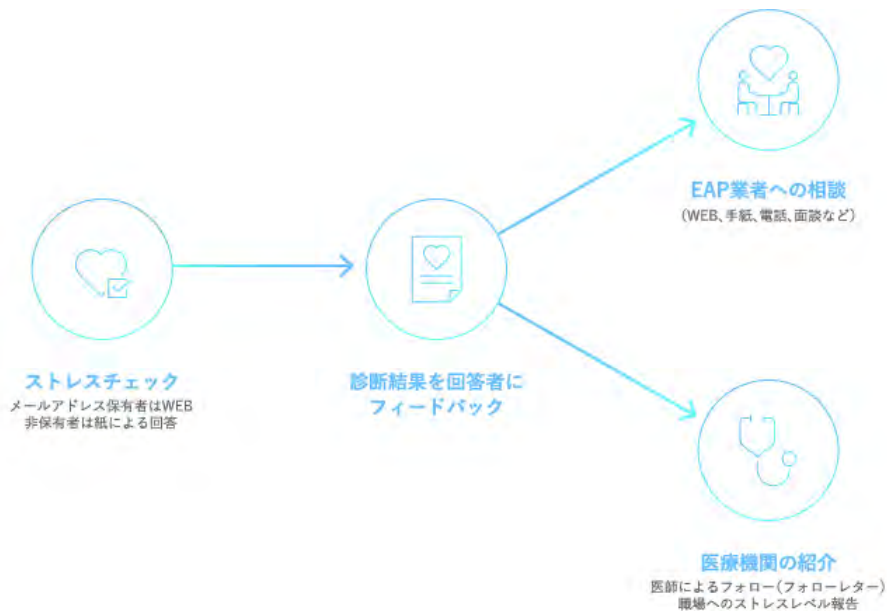 ストレスチェック
メールアドレス保有者はWEB
非保有者は紙による回答
診断結果を回答者に
フィードバック
EAP業者への相談
(WEB、手紙、電話、面談など)
医療機関の紹介
医師によるフォロー(フォローレター)
職場へのストレスレベル報告